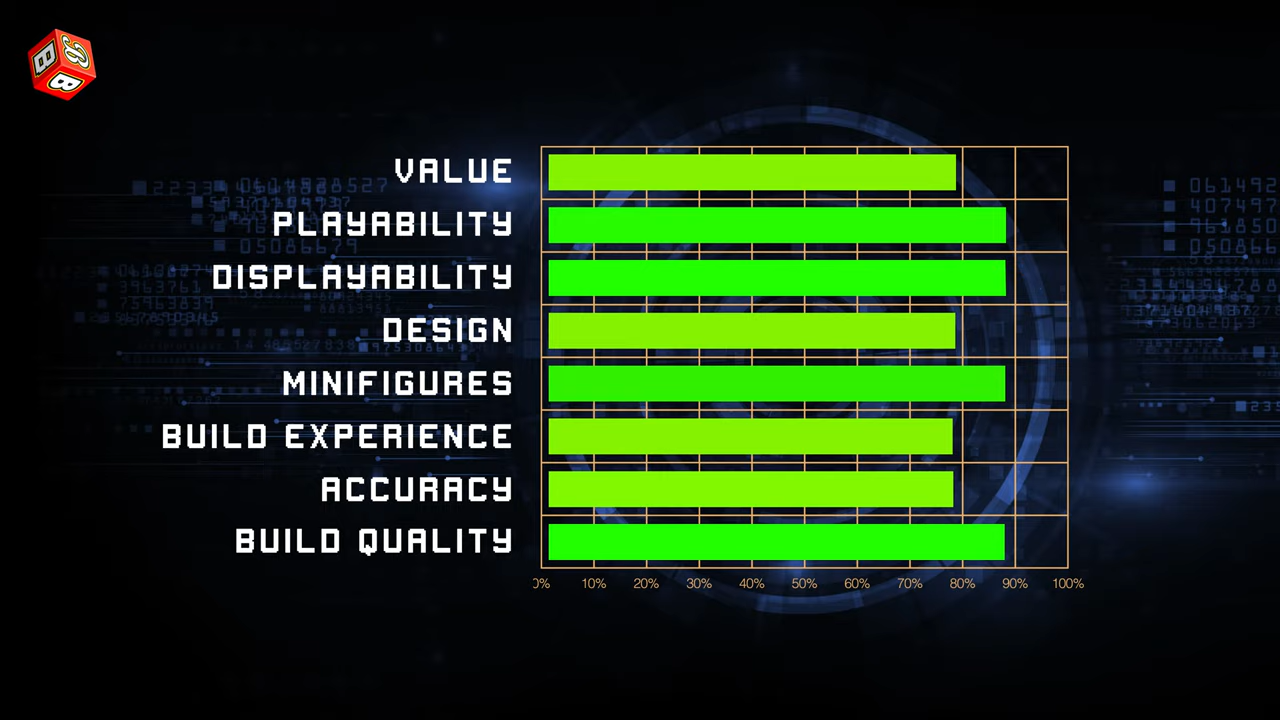 B B B
VALUE
PLAYABILITY
DISPLAYABILITY
DESIGN
MINIFIGURES
BUILD EXPERIENCE
ACCURACY
BUILD QUALITY
0% 10% 20% 30% 40% 50% 60% 70% 80% 90% 100%